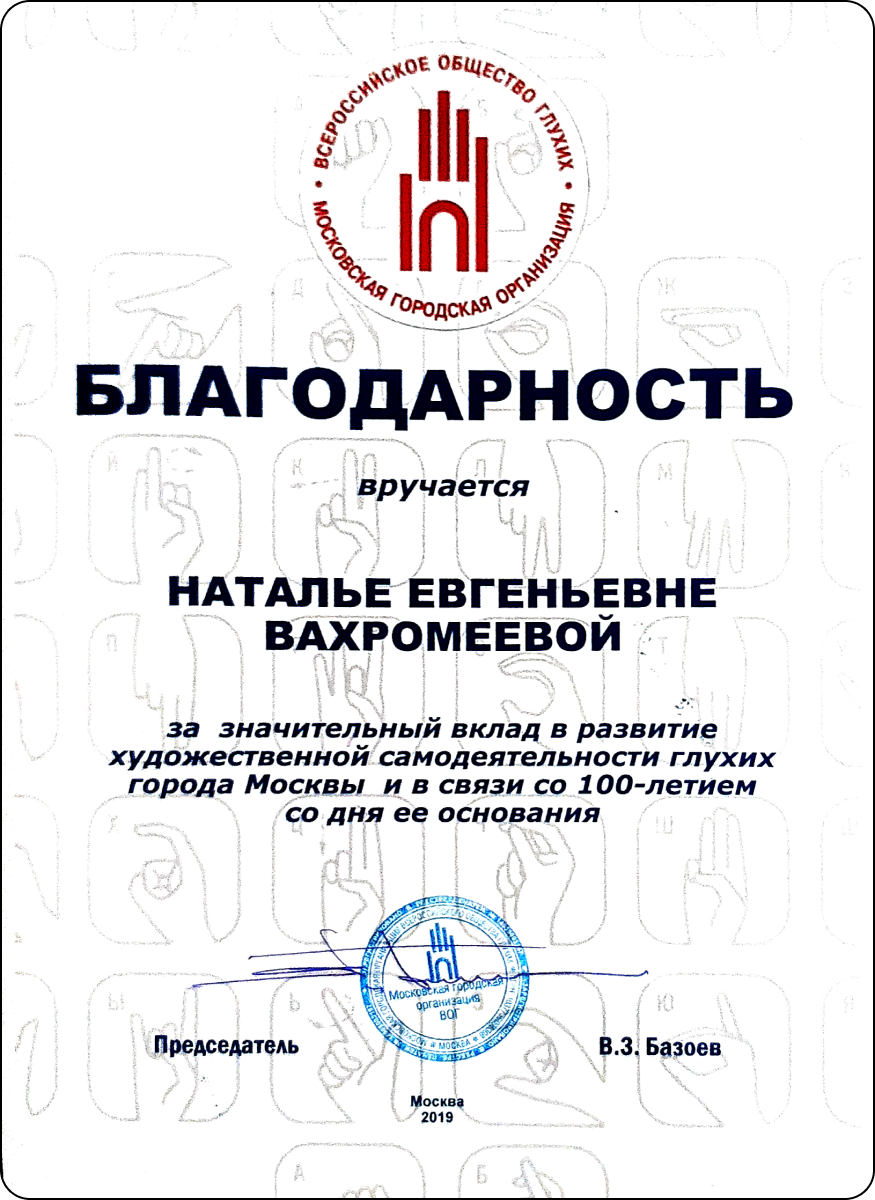 ВСЕРОССИЙСКОЕ ОБЩЕСТВО ГЛУХИХ
МОСКОВСКАЯ ГОРОДСКАЯ ОРГАНИЗАЦИЯ
БЛАГОДАРНОСТЬ
вручается
НАТАЛЬЕ ЕВГЕНЬЕВНЕ
ВАХРОМЕЕВОЙ
за значительный вклад в развитие
художественной самодеятельности глухих
города Москвы и в связи со 100-летием
со дня ее основания
Московская городская
организация
ВОГ
* МОСКВА *
Председатель
В.З. Базоев
Москва
2019